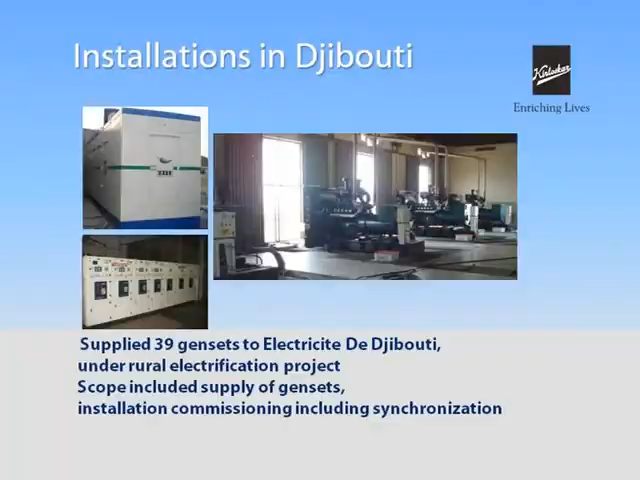 Installations in Djibouti
Kirloskar
Enriching Lives
Supplied 39 gensets to Electricite De Djibouti,
under rural electrification project
Scope included supply of gensets,
installation commissioning including synchronization